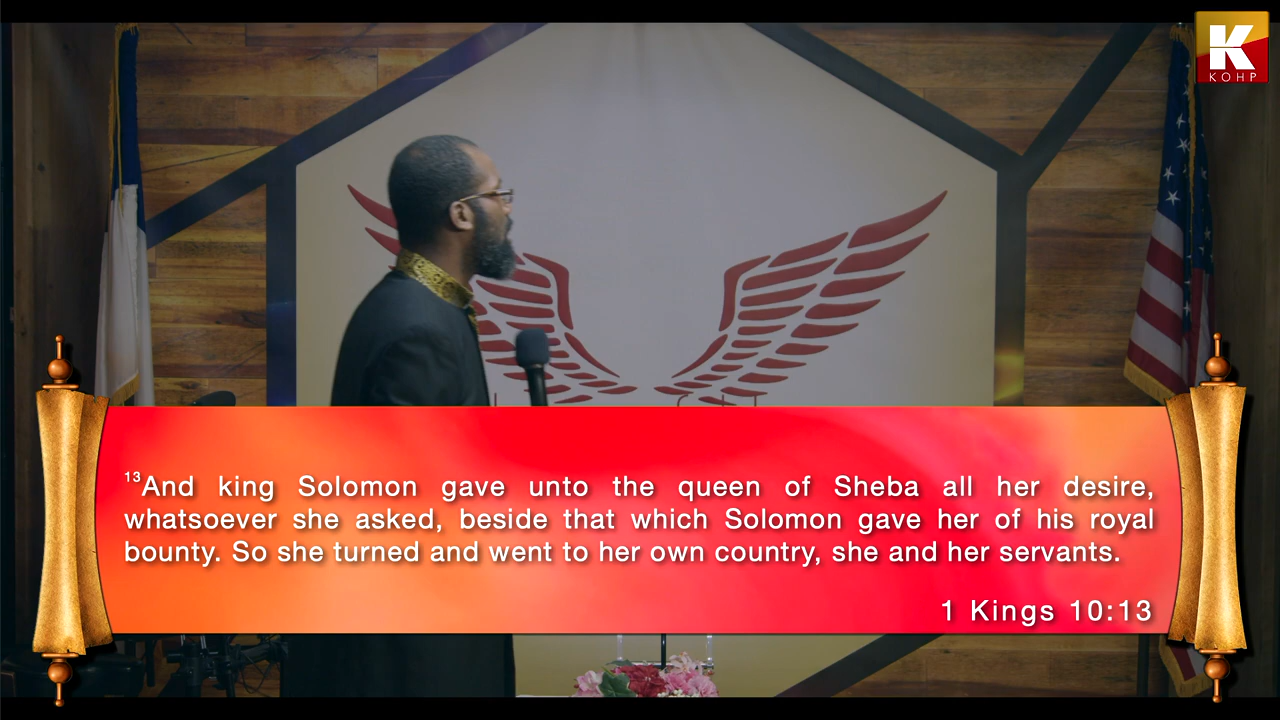 K
KOHP
¹³And king Solomon gave unto the queen of Sheba all her desire,
whatsoever she asked, beside that which Solomon gave her of his royal
bounty. So she turned and went to her own country, she and her servants.
1 Kings 10:13